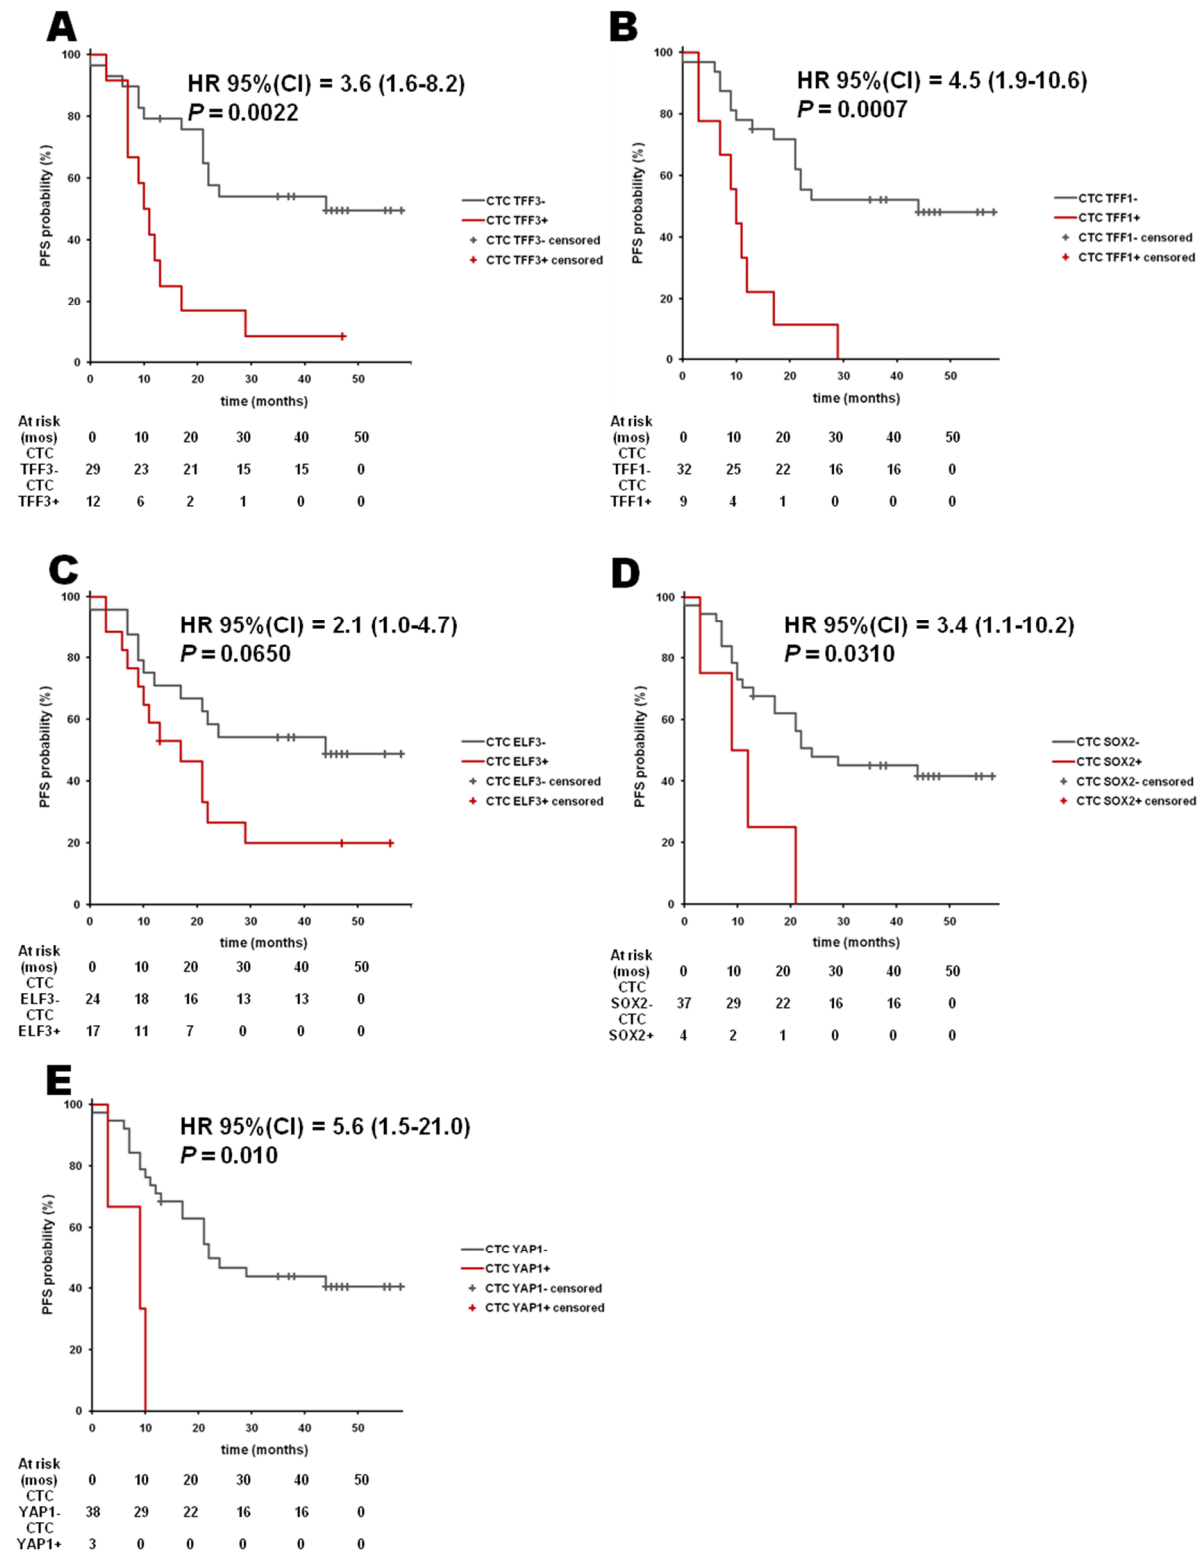 A
HR 95%(CI) = 3.6 (1.6-8.2)
P = 0.0022
PFS probability (%)
100
80
60
40
20
0
0 10 20 30 40 50
time (months)
CTC TFF3-
CTC TFF3+
CTC TFF3- censored
CTC TFF3+ censored
At risk
(mos) 0 10 20 30 40 50
CTC
TFF3- 29 23 21 15 15 0
CTC
TFF3+ 12 6 2 1 0 0
B
HR 95%(CI) = 4.5 (1.9-10.6)
P = 0.0007
PFS probability (%)
100
80
60
40
20
0
0 10 20 30 40 50
time (months)
CTC TFF1-
CTC TFF1+
CTC TFF1- censored
CTC TFF1+ censored
At risk
(mos) 0 10 20 30 40 50
CTC
TFF1- 32 25 22 16 16 0
CTC
TFF1+ 9 4 1 0 0 0
C
HR 95%(CI) = 2.1 (1.0-4.7)
P = 0.0650
PFS probability (%)
100
80
60
40
20
0
0 10 20 30 40 50
time (months)
CTC ELF3-
CTC ELF3+
CTC ELF3- censored
CTC ELF3+ censored
At risk
(mos) 0 10 20 30 40 50
CTC
ELF3- 24 18 16 13 13 0
CTC
ELF3+ 17 11 7 0 0 0
D
HR 95%(CI) = 3.4 (1.1-10.2)
P = 0.0310
PFS probability (%)
100
80
60
40
20
0
0 10 20 30 40 50
time (months)
CTC SOX2-
CTC SOX2+
CTC SOX2- censored
CTC SOX2+ censored
At risk
(mos) 0 10 20 30 40 50
CTC
SOX2- 37 29 22 16 16 0
CTC
SOX2+ 4 2 1 0 0 0
E
HR 95%(CI) = 5.6 (1.5-21.0)
P = 0.010
PFS probability (%)
100
80
60
40
20
0
0 10 20 30 40 50
time (months)
CTC YAP1-
CTC YAP1+
CTC YAP1- censored
CTC YAP1+ censored
At risk
(mos) 0 10 20 30 40 50
CTC
YAP1- 38 29 22 16 16 0
CTC
YAP1+ 3 0 0 0 0 0